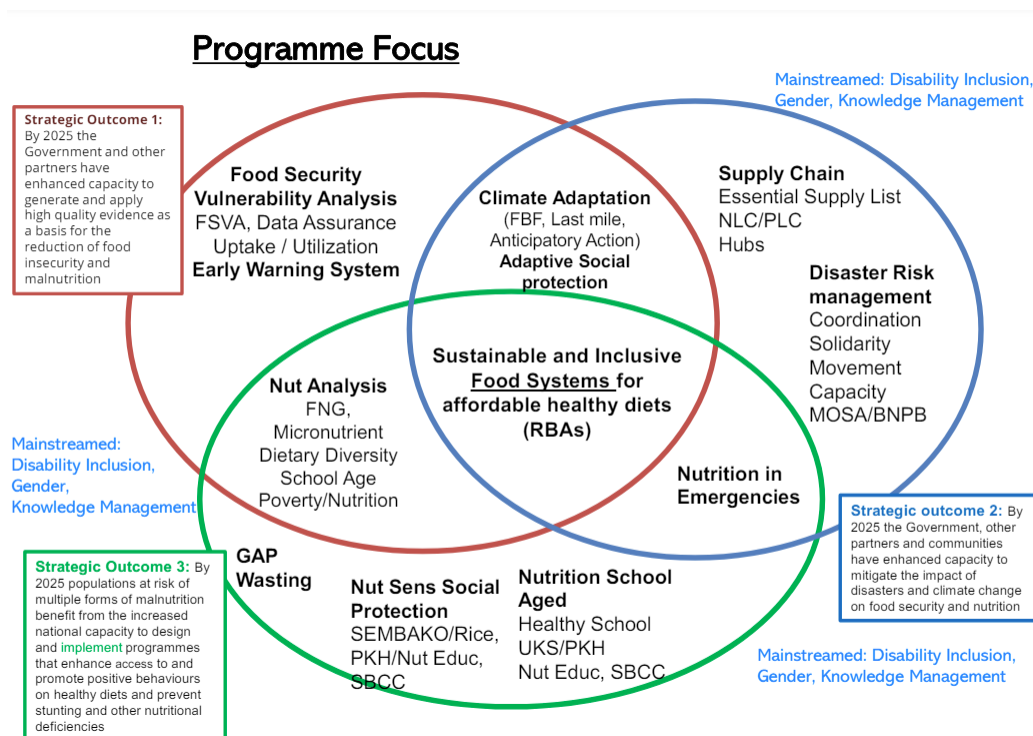 Programme Focus
Mainstreamed: Disability Inclusion,
Gender, Knowledge Management
Strategic Outcome 1:
By 2025 the
Government and other
partners have
enhanced capacity to
generate and apply
high quality evidence as
a basis for the
reduction of food
insecurity and
malnutrition
Food Security
Vulnerability Analysis
FSVA, Data Assurance
Uptake / Utilization
Early Warning System
Climate Adaptation
(FBF, Last mile,
Anticipatory Action)
Adaptive Social
protection
Supply Chain
Essential Supply List
NLC/PLC
Hubs
Disaster Risk
management
Coordination
Solidarity
Movement
Capacity
MOSA/BNPB
Sustainable and Inclusive
Food Systems for
affordable healthy diets
(RBAs)
Nut Analysis
FNG,
Micronutrient
Dietary Diversity
School Age
Poverty/Nutrition
Mainstreamed:
Disability Inclusion,
Gender,
Knowledge Management
Nutrition in
Emergencies
Strategic outcome 2: By
2025 the Government, other
partners and communities
have enhanced capacity to
mitigate the impact of
disasters and climate change
on food security and nutrition
GAP
Wasting
Strategic Outcome 3: By
2025 populations at risk of
multiple forms of malnutrition
benefit from the increased
national capacity to design
and implement programmes
that enhance access to and
promote positive behaviours
on healthy diets and prevent
stunting and other nutritional
deficiencies
Nut Sens Social
Protection
SEMBAKO/Rice,
PKH/Nut Educ,
SBCC
Nutrition School
Aged
Healthy School
UKS/PKH
Nut Educ, SBCC
Mainstreamed: Disability Inclusion,
Gender, Knowledge Management